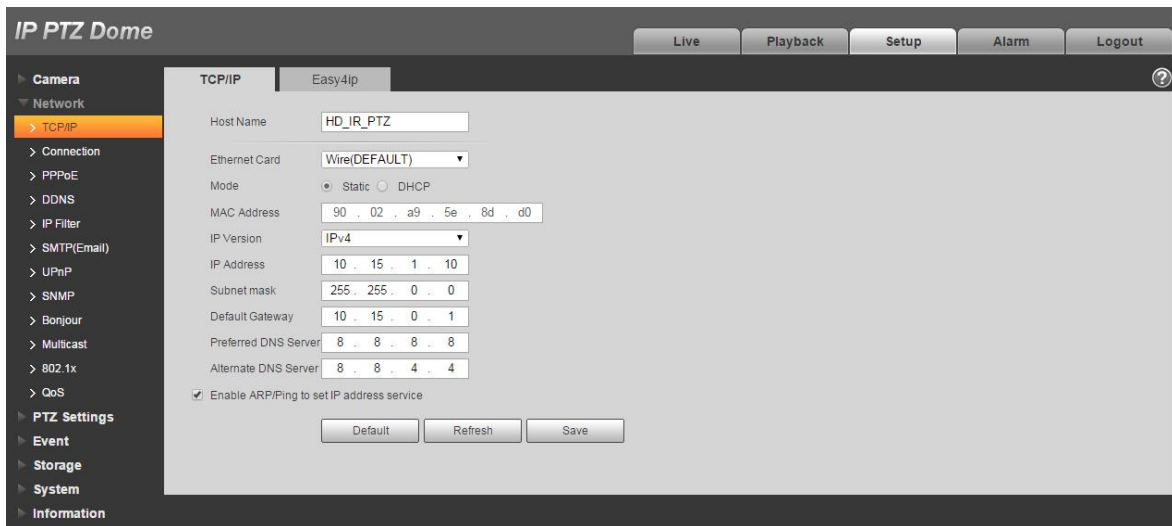 IP PTZ Dome
Live Playback Setup Alarm Logout
Camera
Network
> TCP/IP
> Connection
> PPPoE
> DDNS
> IP Filter
> SMTP(Email)
> UPnP
> SNMP
> Bonjour
> Multicast
> 802.1x
> QoS
PTZ Settings
Event
Storage
System
Information
TCP/IP Easy4ip
?
Host Name HD_IR_PTZ
Ethernet Card Wire(DEFAULT)
Mode Static DHCP
MAC Address 90 . 02 . a9 . 5e . 8d . d0
IP Version IPv4
IP Address 10 . 15 . 1 . 10
Subnet mask 255 . 255 . 0 . 0
Default Gateway 10 . 15 . 0 . 1
Preferred DNS Server 8 . 8 . 8 . 8
Alternate DNS Server 8 . 8 . 4 . 4
Enable ARP/Ping to set IP address service
Default Refresh Save